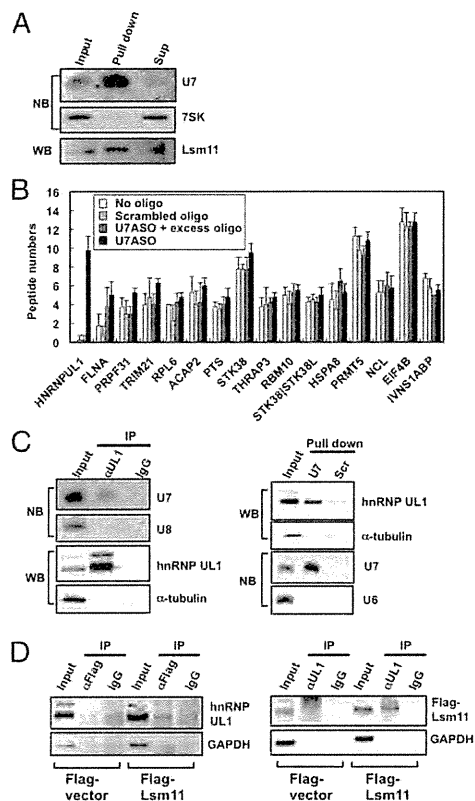 A
Input Pull down Sup
NB
U7
7SK
WB
Lsm11
B
Peptide numbers
16
14
12
10
8
6
4
2
0
No oligo
Scrambled oligo
U7ASO + excess oligo
U7ASO
HNRNPUL1 FLNA PRPF31 TRIM21 RPL6 ACAP2 PTS STK38 THRAP3 RBM10 STK38|STK38L HSPA8 PRMT5 NCL EIF4B IVNS1ABP
C
IP
Input αUL1 IgG
NB
U7
U8
WB
hnRNP UL1
α-tubulin
Pull down
Input U7 Scr
WB
hnRNP UL1
α-tubulin
NB
U7
U6
D
IP IP
Input αFlag IgG Input αFlag IgG
hnRNP
UL1
GAPDH
Flag-
vector
Flag-
Lsm11
IP IP
Input αUL1 IgG Input αUL1 IgG
Flag-
Lsm11
GAPDH
Flag-
vector
Flag-
Lsm11